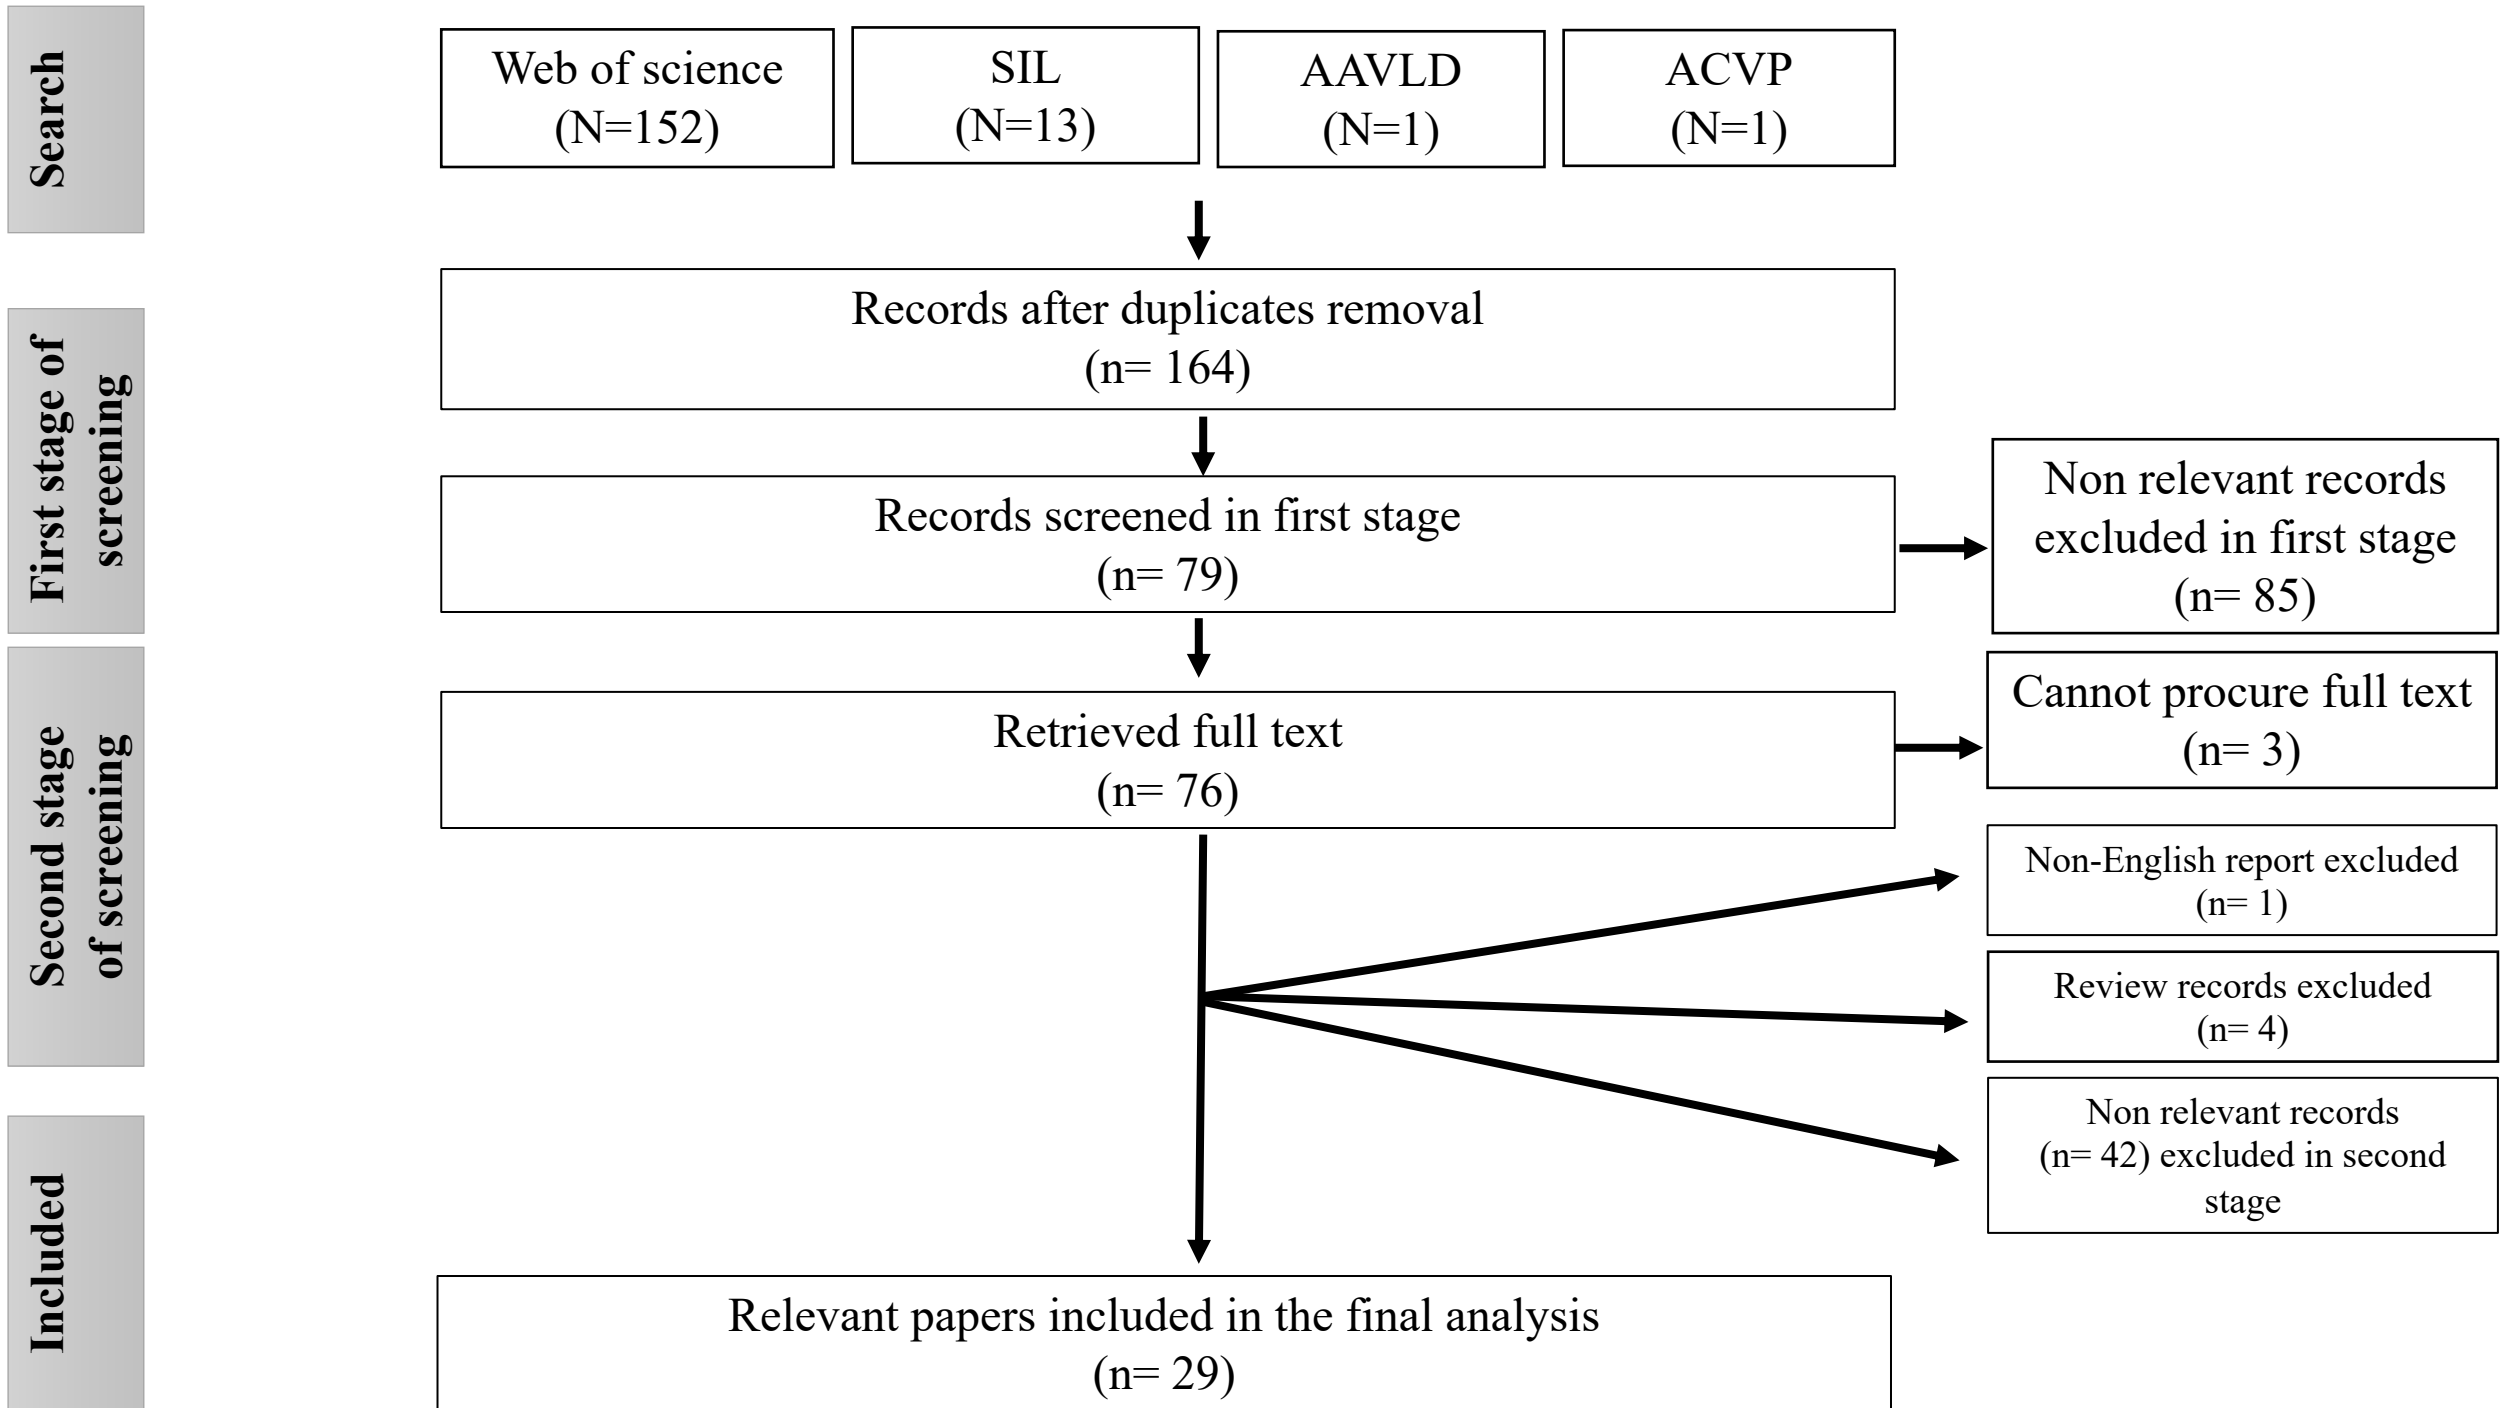 Search
Web of science
(N=152)
SIL
(N=13)
AAVLD
(N=1)
ACVP
(N=1)
Records after duplicates removal
(n= 164)
First stage of
screening
Records screened in first stage
(n= 79)
Non relevant records
excluded in first stage
(n= 85)
Second stage
of screening
Retrieved full text
(n= 76)
Cannot procure full text
(n= 3)
Non-English report excluded
(n= 1)
Review records excluded
(n= 4)
Non relevant records
(n= 42) excluded in second
stage
Included
Relevant papers included in the final analysis
(n= 29)